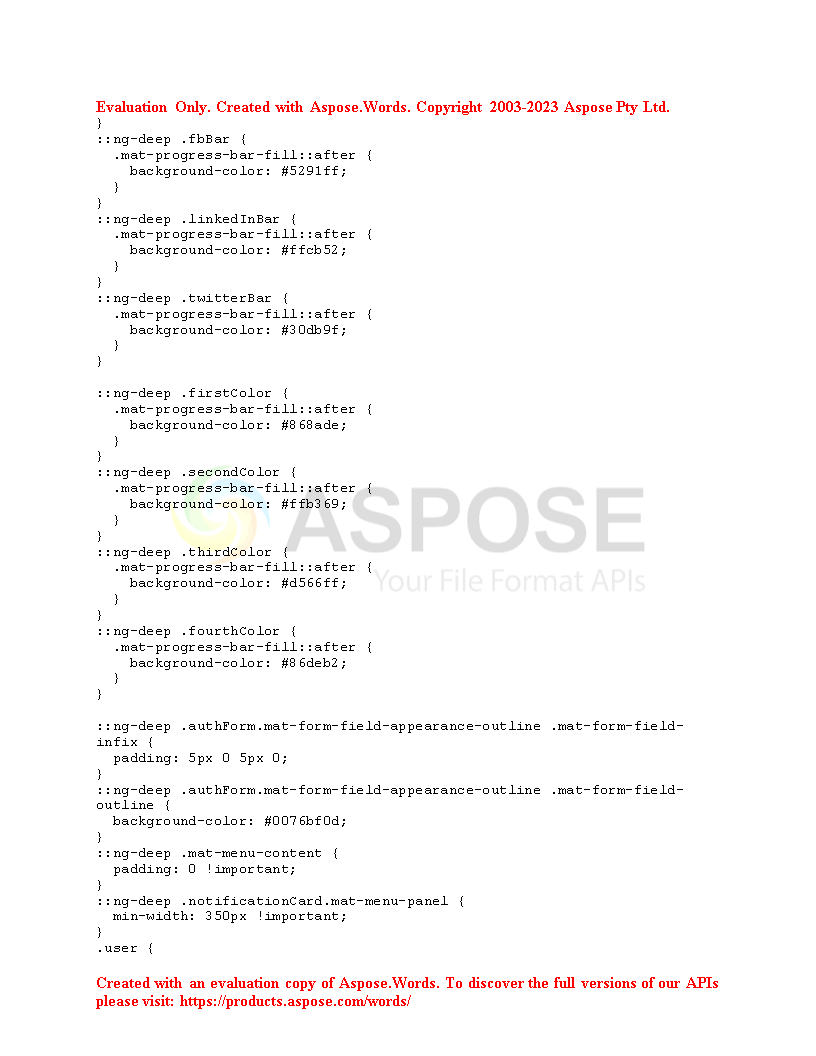 Evaluation Only. Created with Aspose.Words. Copyright 2003-2023 Aspose Pty Ltd.
}
::ng-deep .fbBar {
  .mat-progress-bar-fill::after {
    background-color: #5291ff;
  }
}
::ng-deep .linkedInBar {
  .mat-progress-bar-fill::after {
    background-color: #ffcb52;
  }
}
::ng-deep .twitterBar {
  .mat-progress-bar-fill::after {
    background-color: #30db9f;
  }
}

::ng-deep .firstColor {
  .mat-progress-bar-fill::after {
    background-color: #868ade;
  }
}
::ng-deep .secondColor {
  .mat-progress-bar-fill::after {
    background-color: #ffb369;
  }
}
::ng-deep .thirdColor {
  .mat-progress-bar-fill::after {
    background-color: #d566ff;
  }
}
::ng-deep .fourthColor {
  .mat-progress-bar-fill::after {
    background-color: #86deb2;
  }
}
ASPOSE
Your File Format APIs

::ng-deep .authForm.mat-form-field-appearance-outline .mat-form-field-
infix {
  padding: 5px 0 5px 0;
}
::ng-deep .authForm.mat-form-field-appearance-outline .mat-form-field-
outline {
  background-color: #0076bf0d;
}
::ng-deep .mat-menu-content {
  padding: 0 !important;
}
::ng-deep .notificationCard.mat-menu-panel {
  min-width: 350px !important;
}
.user {
Created with an evaluation copy of Aspose.Words. To discover the full versions of our APIs
please visit: https://products.aspose.com/words/